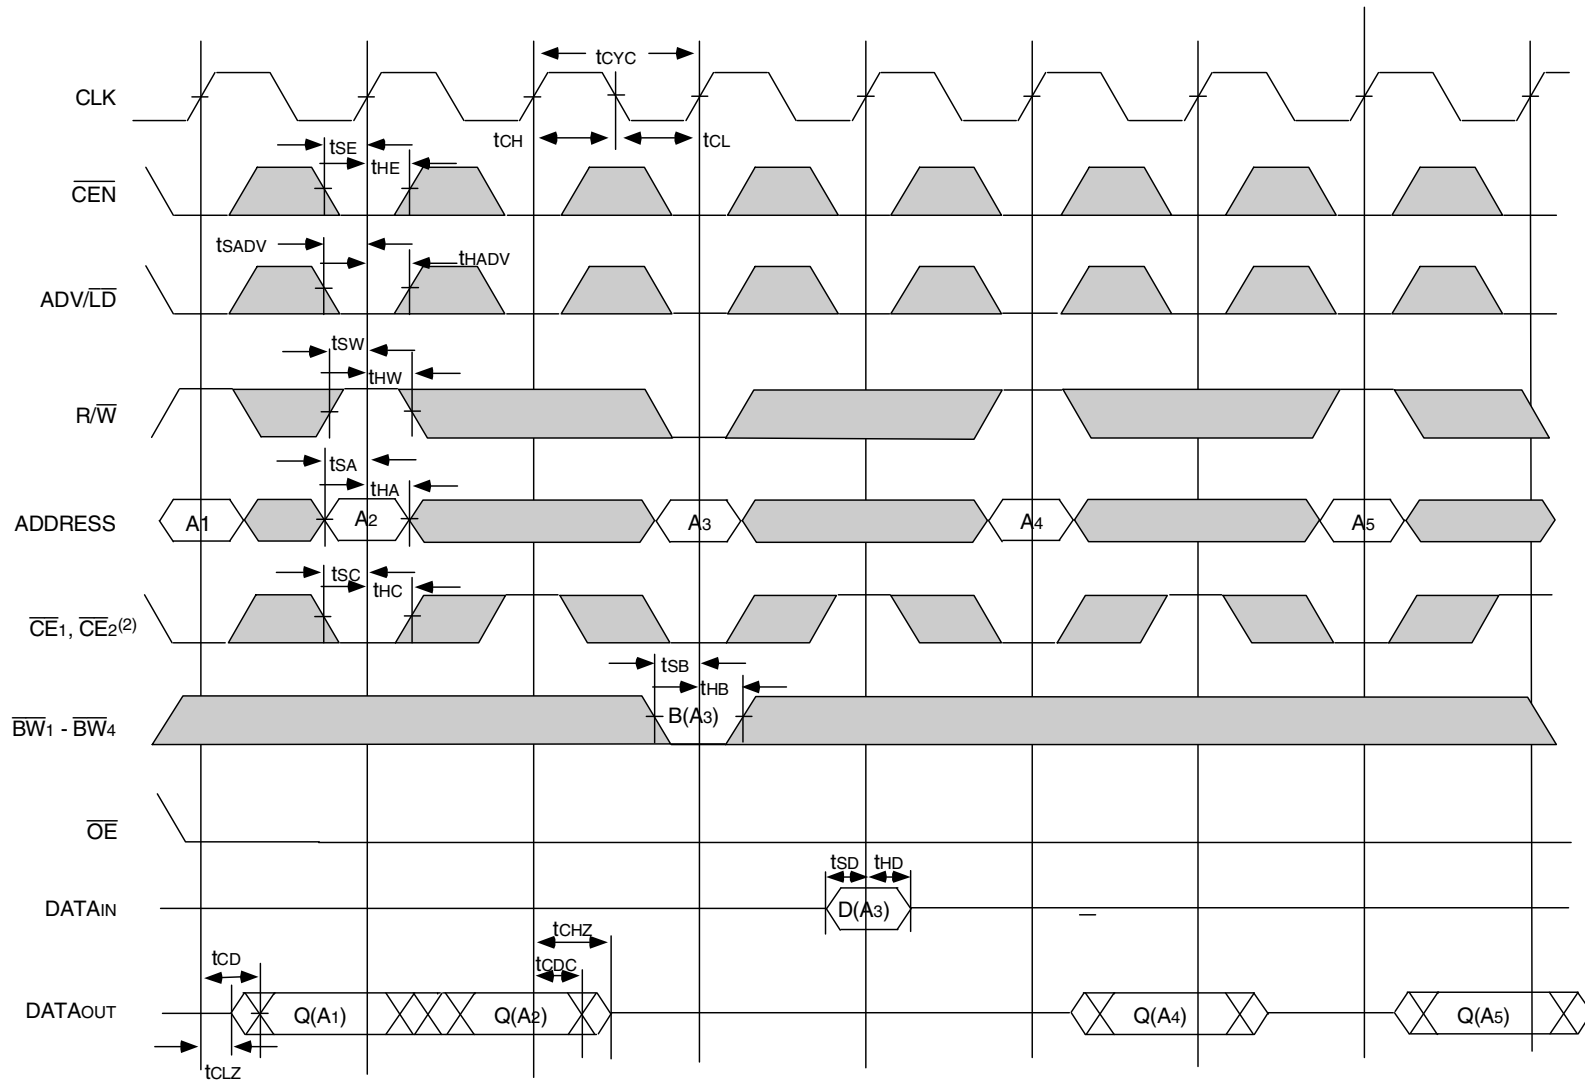 tCYC
CLK
tCH
tCL
tSE
tHE
CEN
tSADV
tHADV
ADV/LD
tSW
tHW
R/W
tSA
tHA
ADDRESS
A1
A2
A3
A4
A5
tSC
tHC
CE1, CE2(2)
tSB
tHB
B(A3)
BW1 - BW4
OE
tSD
tHD
DATAIN
D(A3)
tCHZ
tCD
tCDC
DATAOUT
Q(A1)
Q(A2)
Q(A4)
Q(A5)
tCLZ